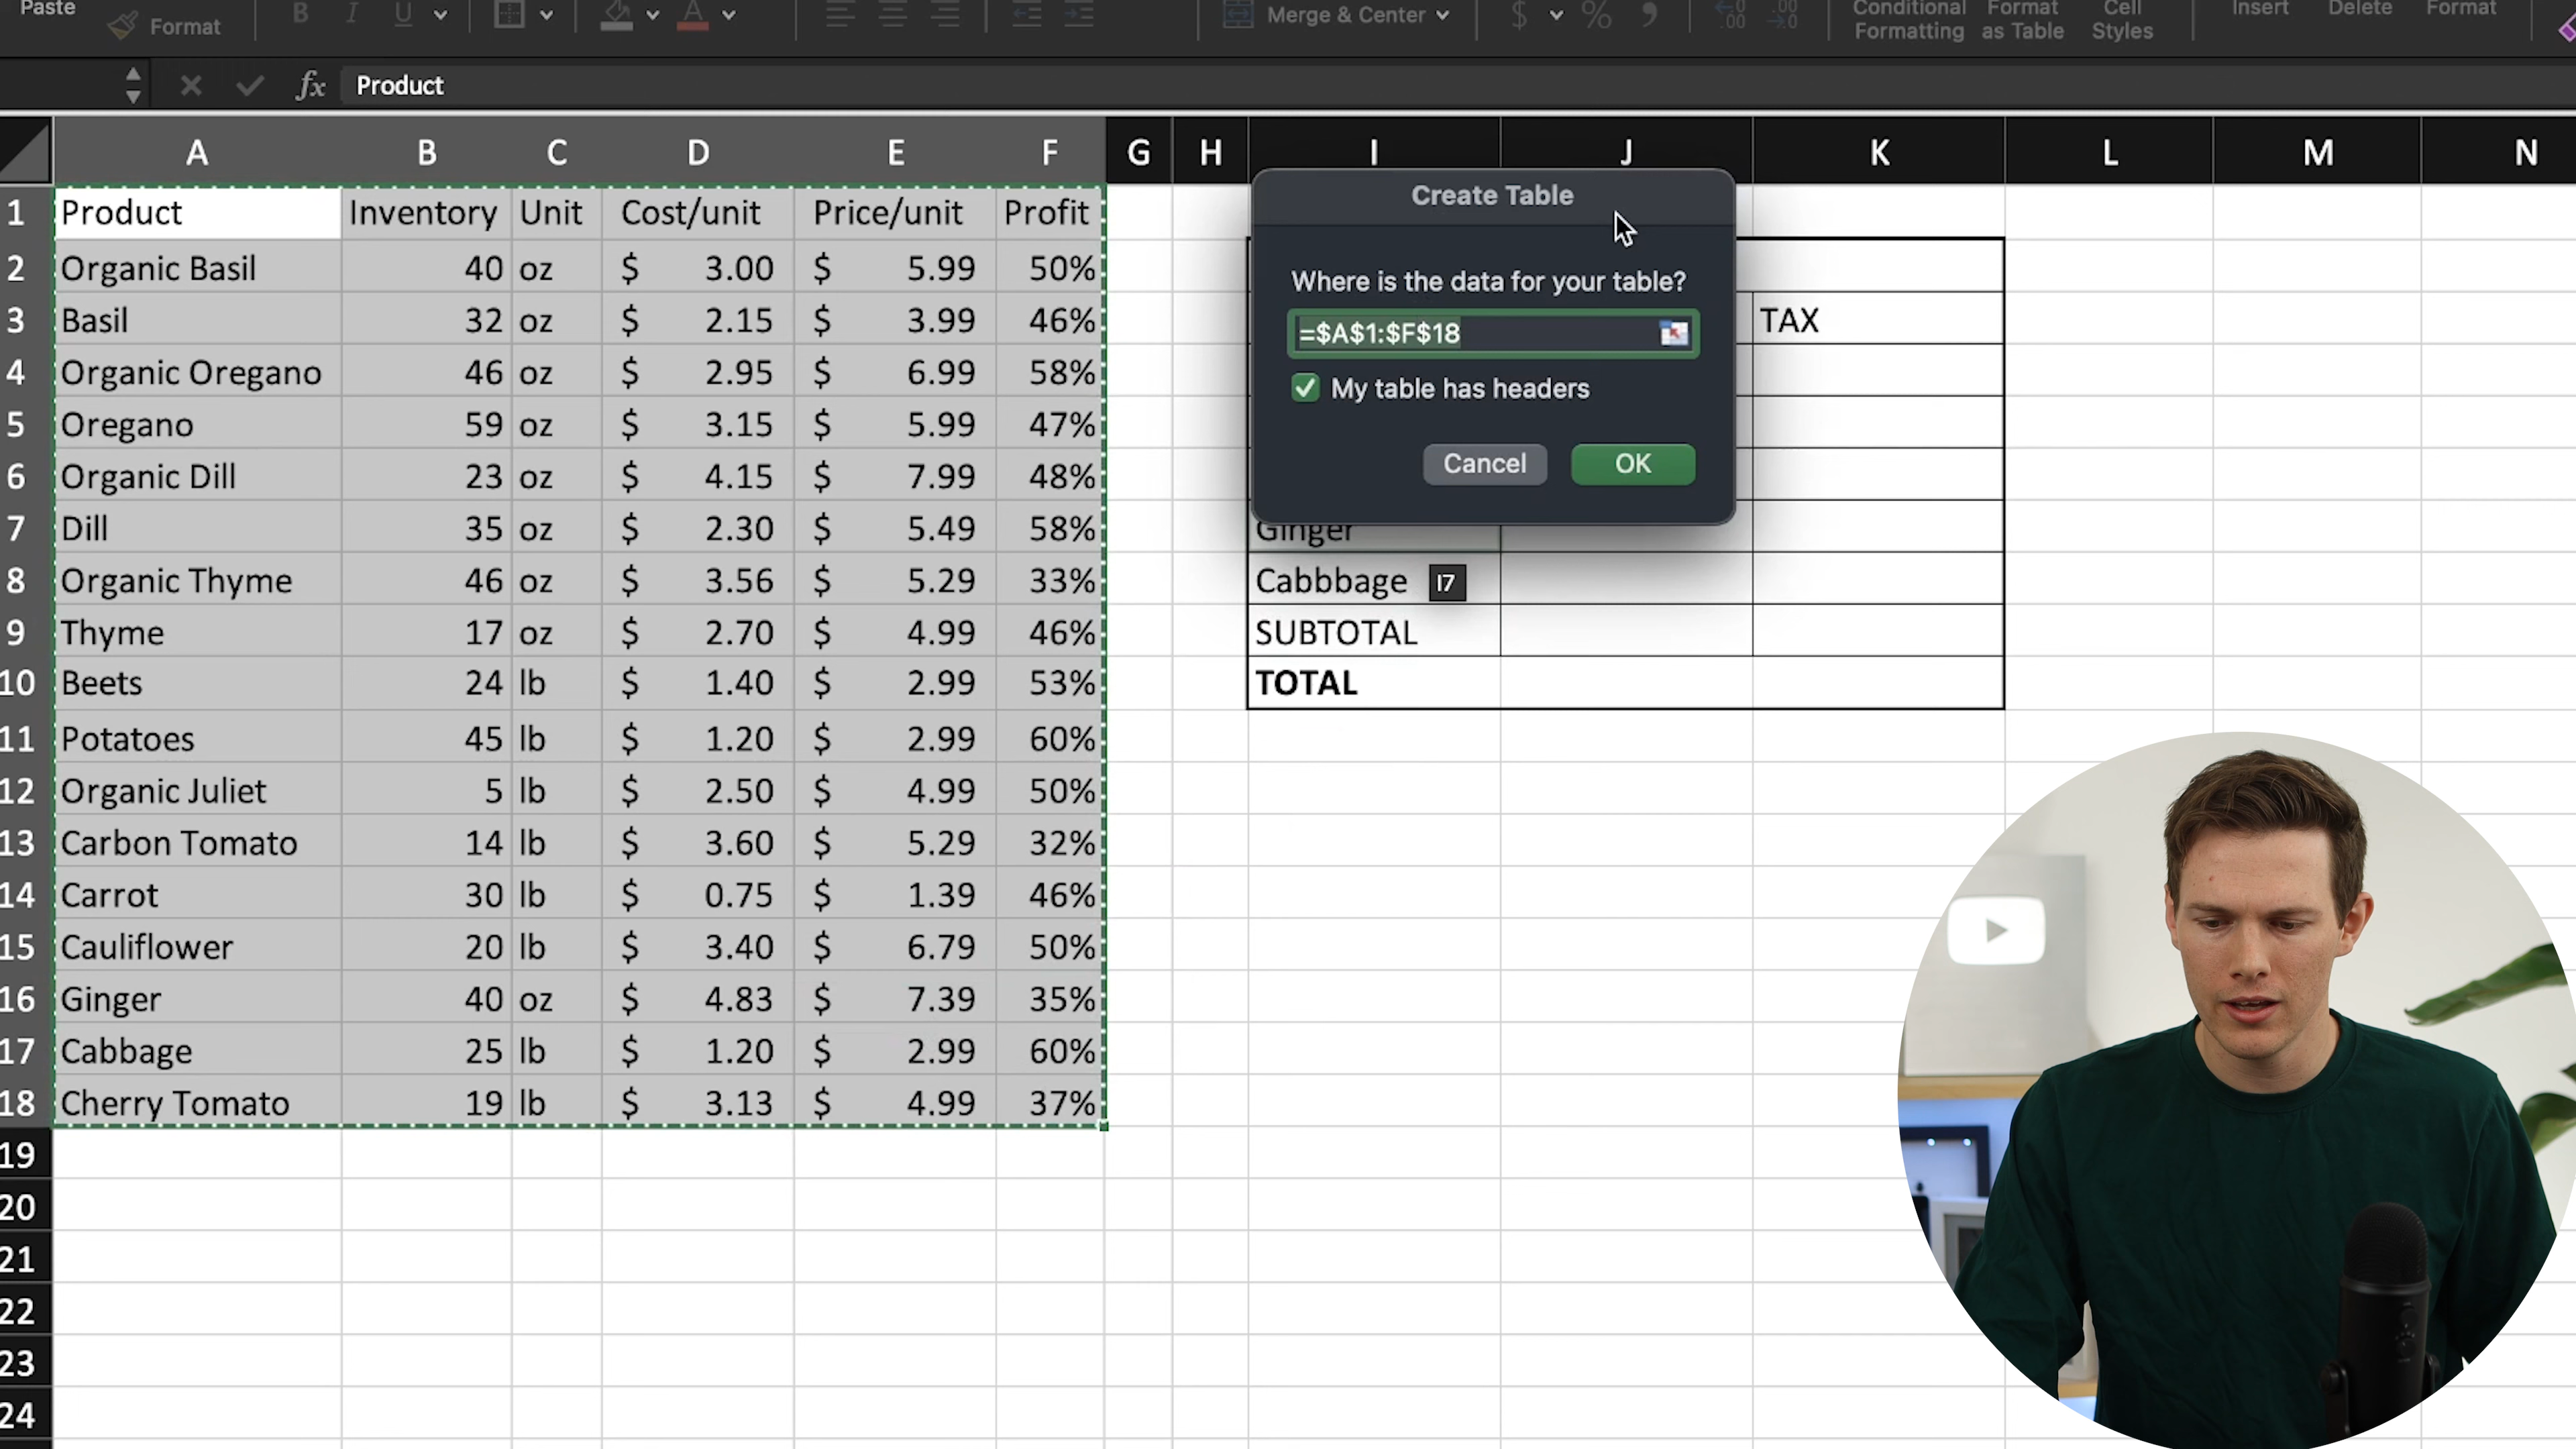 Paste
Format
B I U
A
Merge & Center
$ % ,
.00 .00
Conditional Formatting
Format as Table
Cell Styles
Insert Delete Format
fx Product
A B C D E F G H I J K L M N
1 Product Inventory Unit Cost/unit Price/unit Profit
2 Organic Basil 40 oz $ 3.00 $ 5.99 50%
3 Basil 32 oz $ 2.15 $ 3.99 46% TAX
4 Organic Oregano 46 oz $ 2.95 $ 6.99 58%
5 Oregano 59 oz $ 3.15 $ 5.99 47%
6 Organic Dill 23 oz $ 4.15 $ 7.99 48%
7 Dill 35 oz $ 2.30 $ 5.49 58% Ginger
8 Organic Thyme 46 oz $ 3.56 $ 5.29 33% Cabbbage I7
9 Thyme 17 oz $ 2.70 $ 4.99 46% SUBTOTAL
10 Beets 24 lb $ 1.40 $ 2.99 53% TOTAL
11 Potatoes 45 lb $ 1.20 $ 2.99 60%
12 Organic Juliet 5 lb $ 2.50 $ 4.99 50%
13 Carbon Tomato 14 lb $ 3.60 $ 5.29 32%
14 Carrot 30 lb $ 0.75 $ 1.39 46%
15 Cauliflower 20 lb $ 3.40 $ 6.79 50%
16 Ginger 40 oz $ 4.83 $ 7.39 35%
17 Cabbage 25 lb $ 1.20 $ 2.99 60%
18 Cherry Tomato 19 lb $ 3.13 $ 4.99 37%
19
20
21
22
23
24
Create Table
Where is the data for your table?
=$A$1:$F$18
My table has headers
Cancel OK